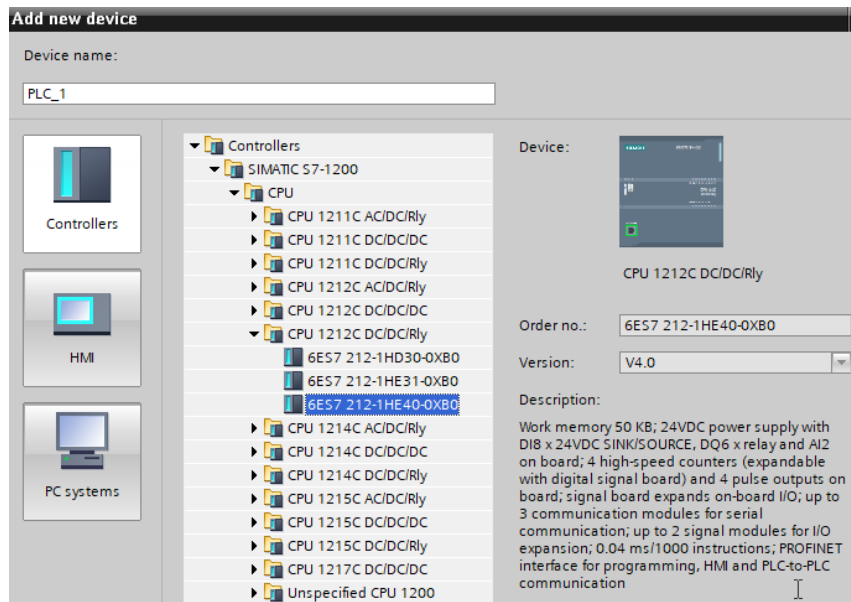 Add new device
Device name:
PLC_1
Controllers
HMI
PC systems
Controllers
SIMATIC S7-1200
CPU
CPU 1211C AC/DC/Rly
CPU 1211C DC/DC/DC
CPU 1211C DC/DC/Rly
CPU 1212C AC/DC/Rly
CPU 1212C DC/DC/DC
CPU 1212C DC/DC/Rly
6ES7 212-1HD30-0XB0
6ES7 212-1HE31-0XB0
6ES7 212-1HE40-0XB0
CPU 1214C AC/DC/Rly
CPU 1214C DC/DC/DC
CPU 1214C DC/DC/Rly
CPU 1215C AC/DC/Rly
CPU 1215C DC/DC/DC
CPU 1215C DC/DC/Rly
CPU 1217C DC/DC/DC
Unspecified CPU 1200
Device:
CPU 1212C DC/DC/Rly
Order no.: 6ES7 212-1HE40-0XB0
Version: V4.0
Description:
Work memory 50 KB; 24VDC power supply with
DI8 x 24VDC SINK/SOURCE, DQ6 x relay and AI2
on board; 4 high-speed counters (expandable
with digital signal board) and 4 pulse outputs on
board; signal board expands on-board I/O; up to
3 communication modules for serial
communication; up to 2 signal modules for I/O
expansion; 0.04 ms/1000 instructions; PROFINET
interface for programming, HMI and PLC-to-PLC
communication